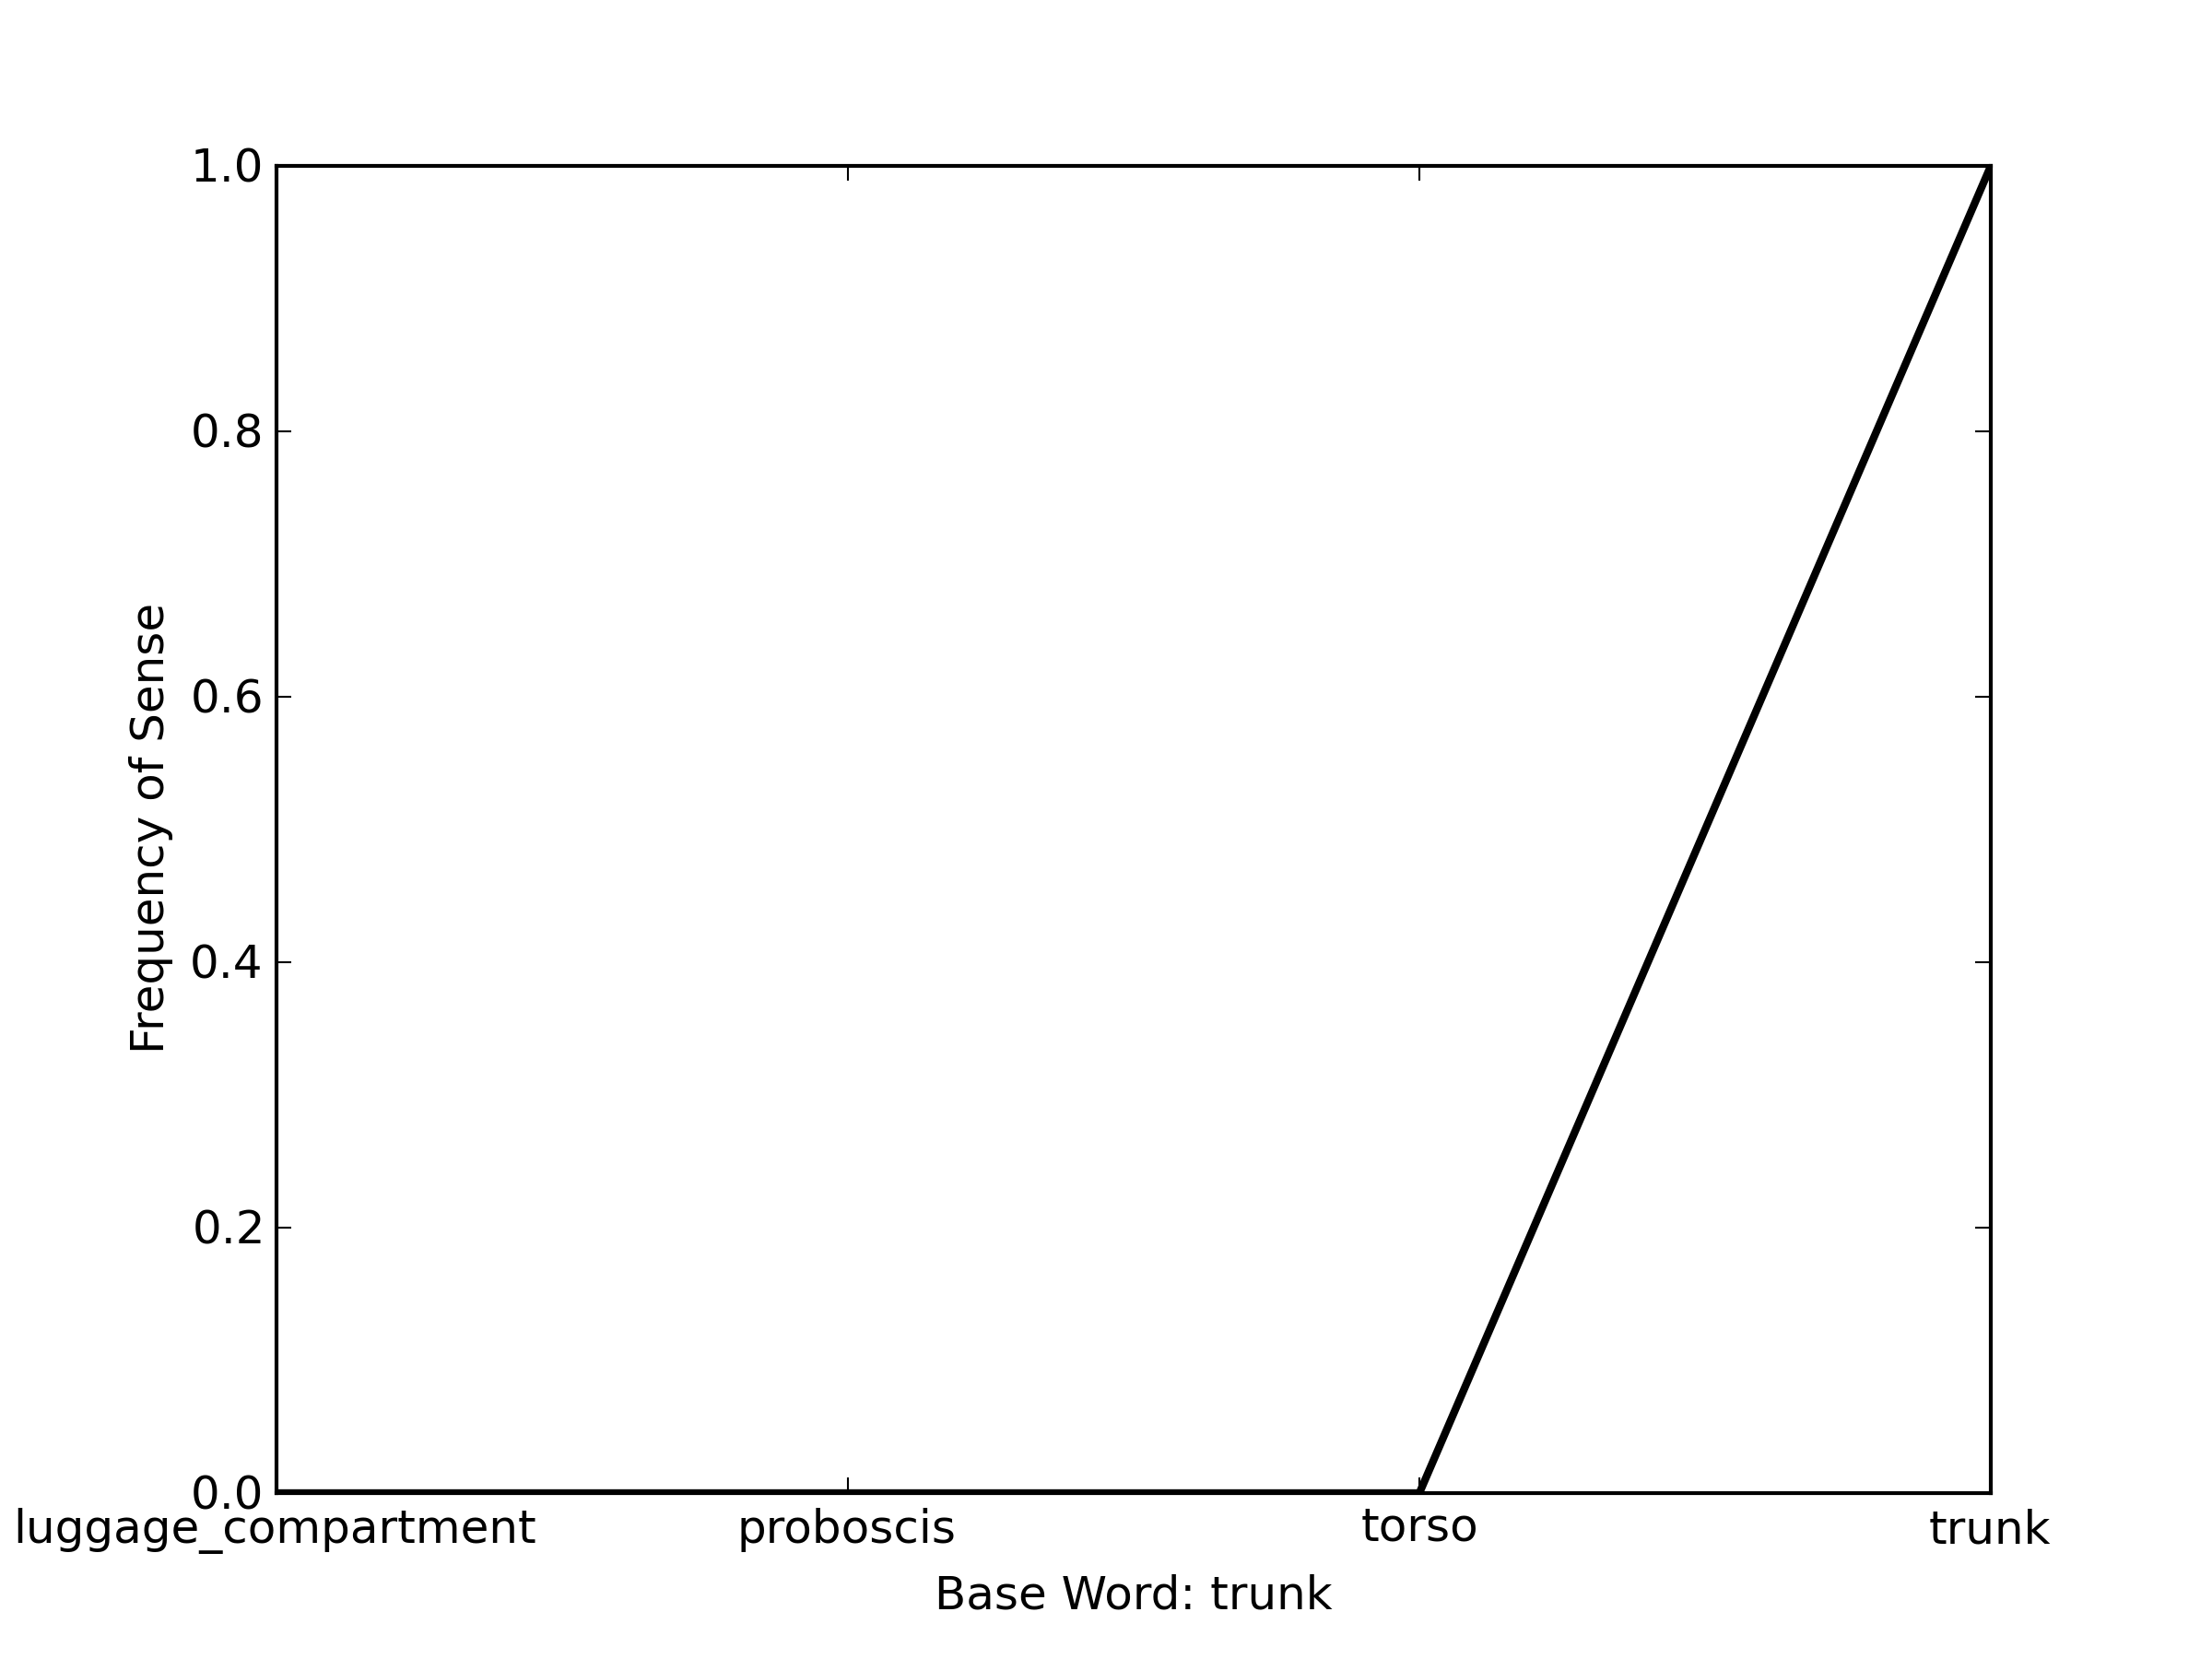 1.0
0.8
0.6
0.4
0.2
0.0
Frequency of Sense
luggage_compartment
proboscis
torso
trunk
Base Word: trunk